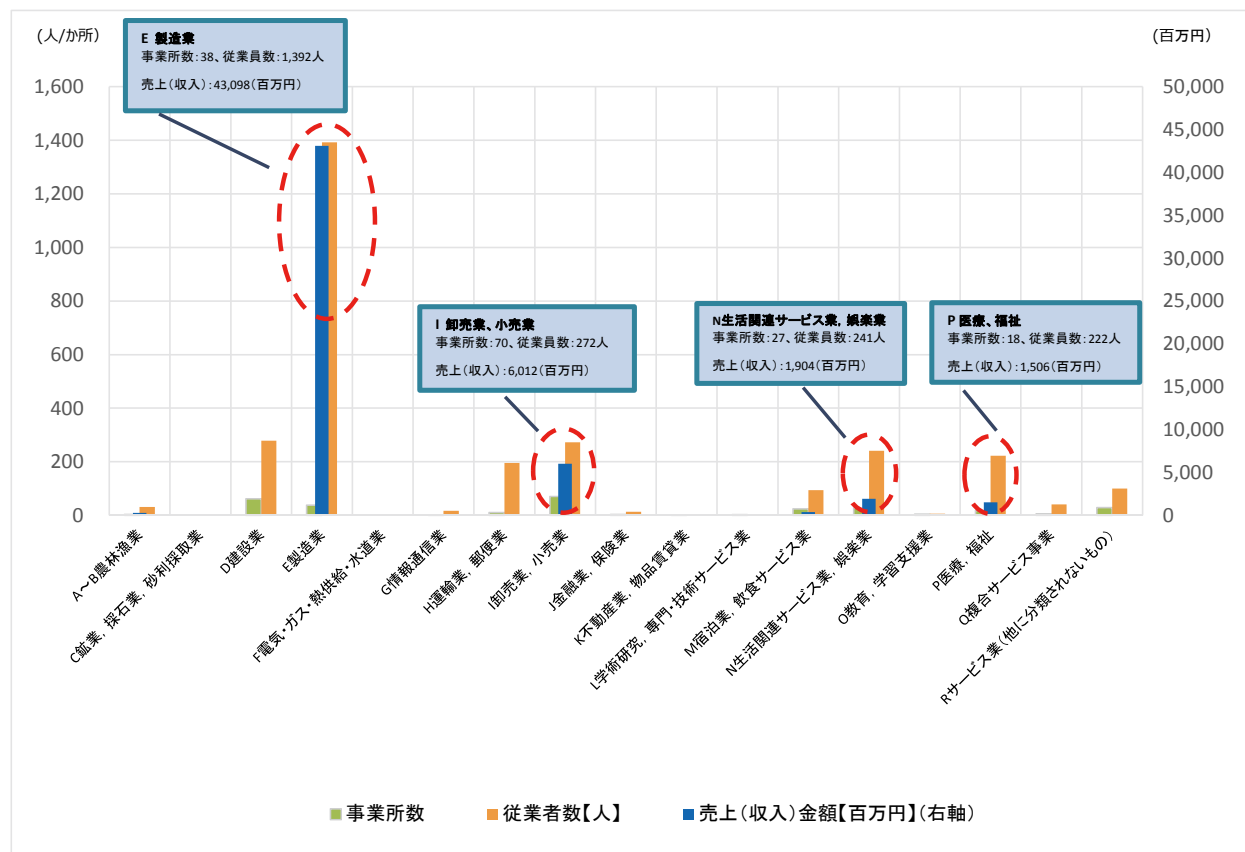 (人/か所)
(百万円)
E 製造業
事業所数：38、従業員数：1,392人
売上（収入）：43,098（百万円）
I 卸売業、小売業
事業所数：70、従業員数：272人
売上（収入）：6,012（百万円）
N生活関連サービス業，娯楽業
事業所数：27、従業員数：241人
売上（収入）：1,904（百万円）
P 医療、福祉
事業所数：18、従業員数：222人
売上（収入）：1,506（百万円）
1,600
1,400
1,200
1,000
800
600
400
200
0
50,000
45,000
40,000
35,000
30,000
25,000
20,000
15,000
10,000
5,000
0
A～B農林漁業
C鉱業，採石業，砂利採取業
D建設業
E製造業
F電気・ガス・熱供給・水道業
G情報通信業
H運輸業，郵便業
I卸売業，小売業
J金融業，保険業
K不動産業，物品賃貸業
L学術研究，専門・技術サービス業
M宿泊業，飲食サービス業
N生活関連サービス業，娯楽業
O教育，学習支援業
P医療，福祉
Q複合サービス事業
Rサービス業（他に分類されないもの）
事業所数
従業者数【人】
売上（収入）金額【百万円】（右軸）